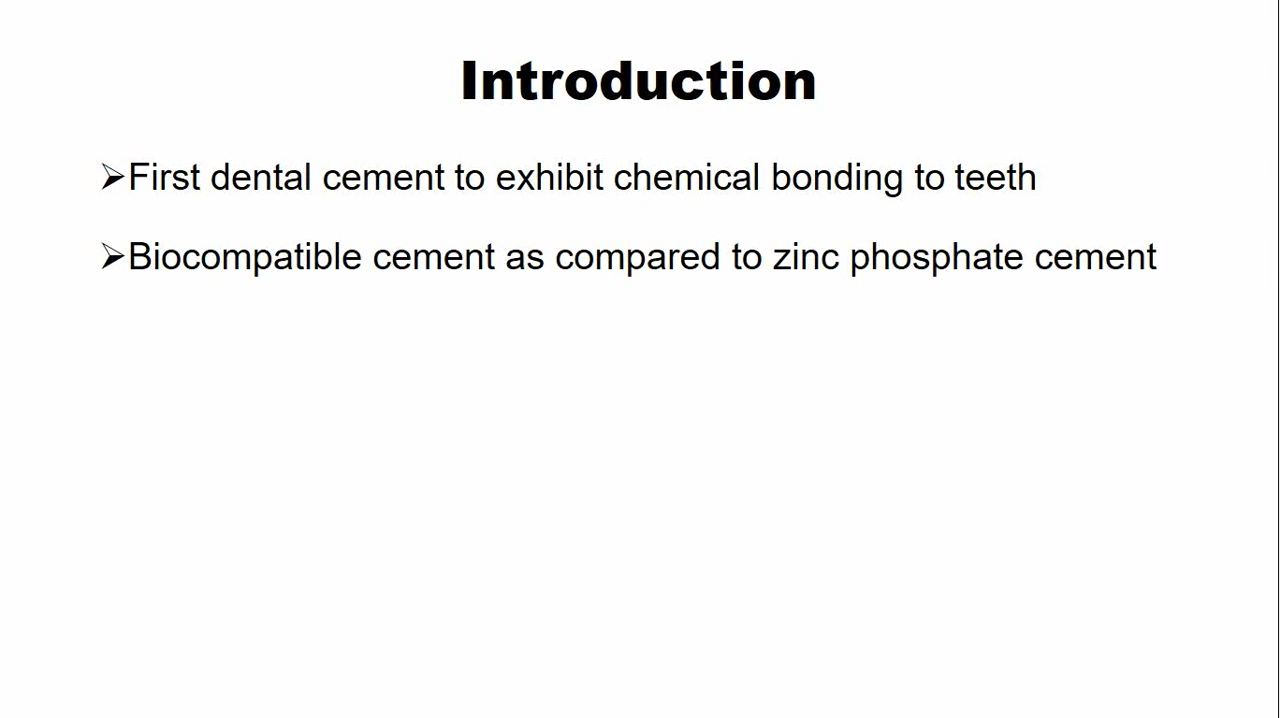 Introduction
➢First dental cement to exhibit chemical bonding to teeth
➢Biocompatible cement as compared to zinc phosphate cement